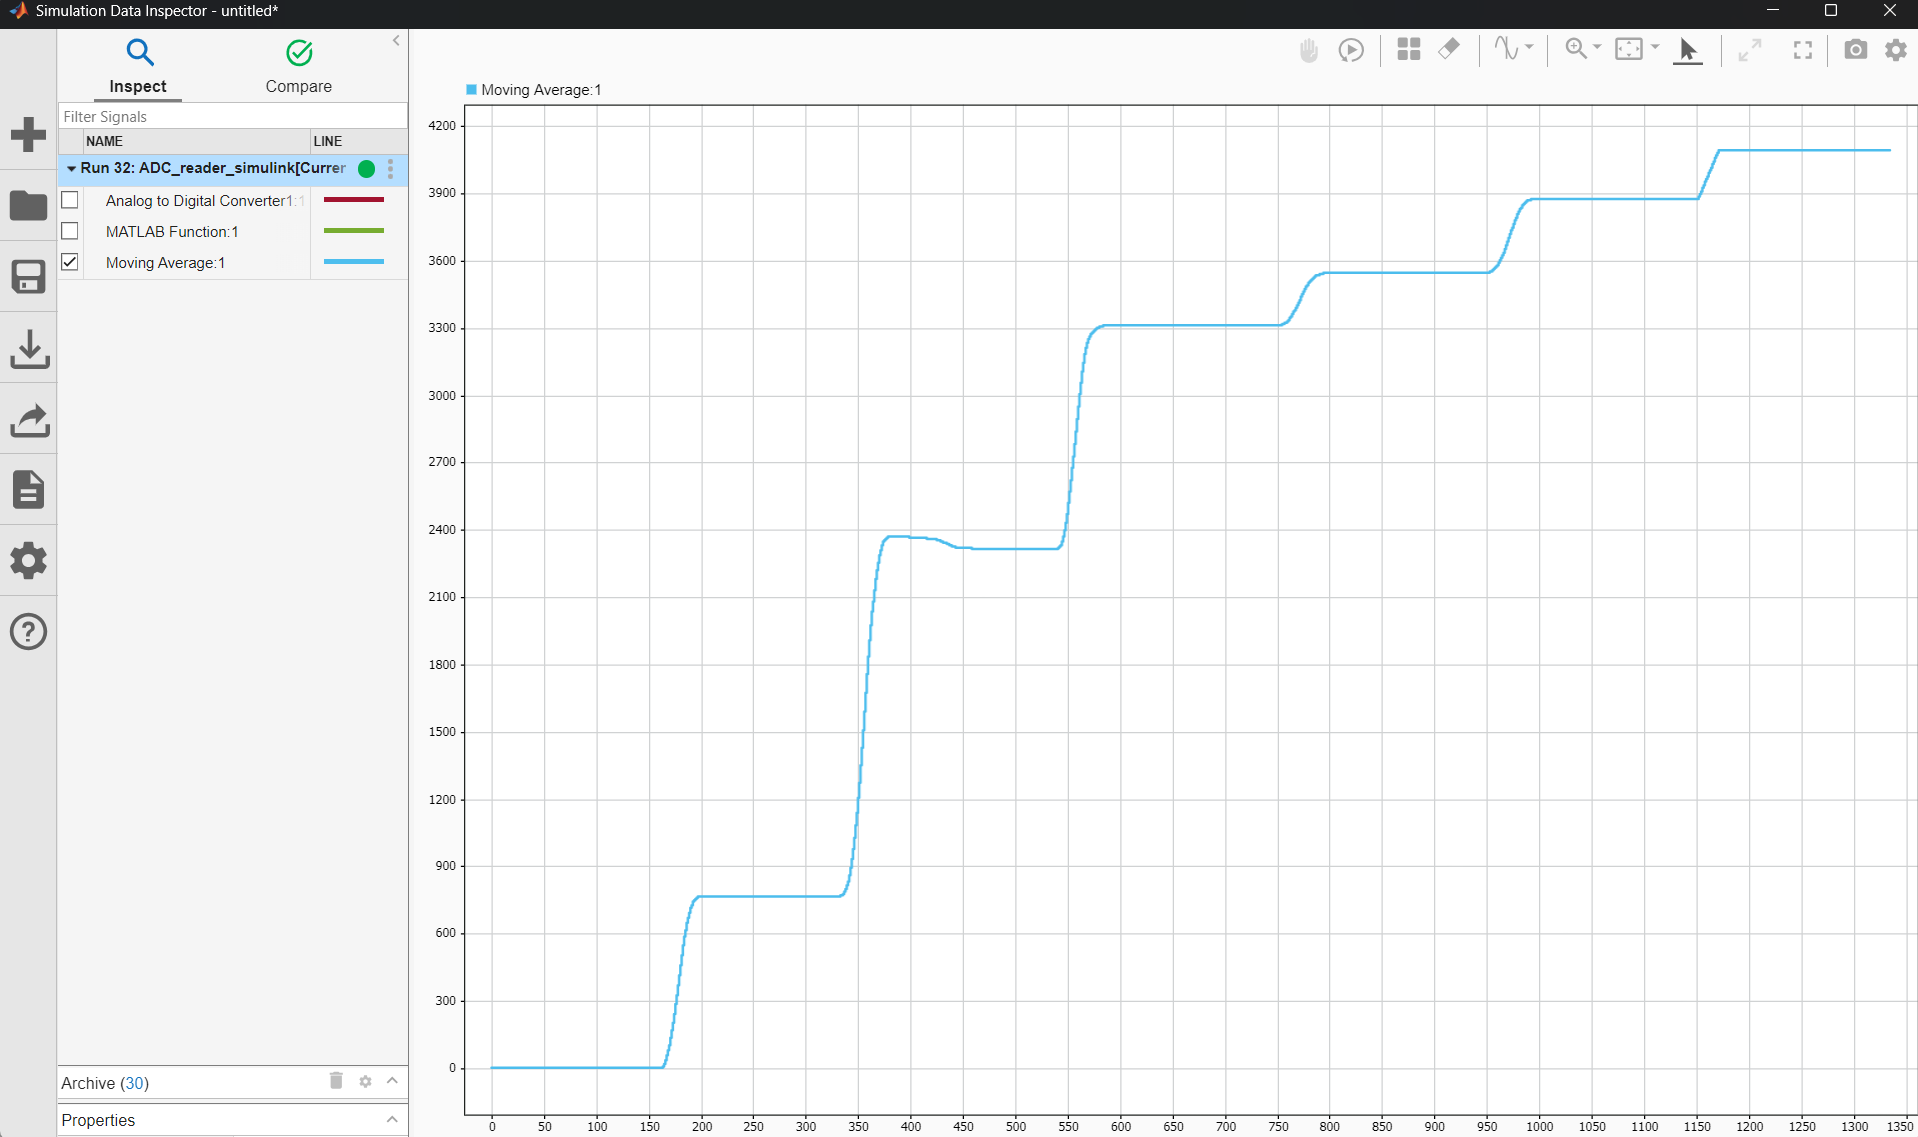 Simulation Data Inspector - untitled*
Inspect
Compare
Filter Signals
NAME
LINE
Run 32: ADC_reader_simulink[Currer
Analog to Digital Converter1:1
MATLAB Function:1
Moving Average:1
Archive (30)
Properties
Moving Average:1
4200
3900
3600
3300
3000
2700
2400
2100
1800
1500
1200
900
600
300
0
0 50 100 150 200 250 300 350 400 450 500 550 600 650 700 750 800 850 900 950 1000 1050 1100 1150 1200 1250 1300 1350